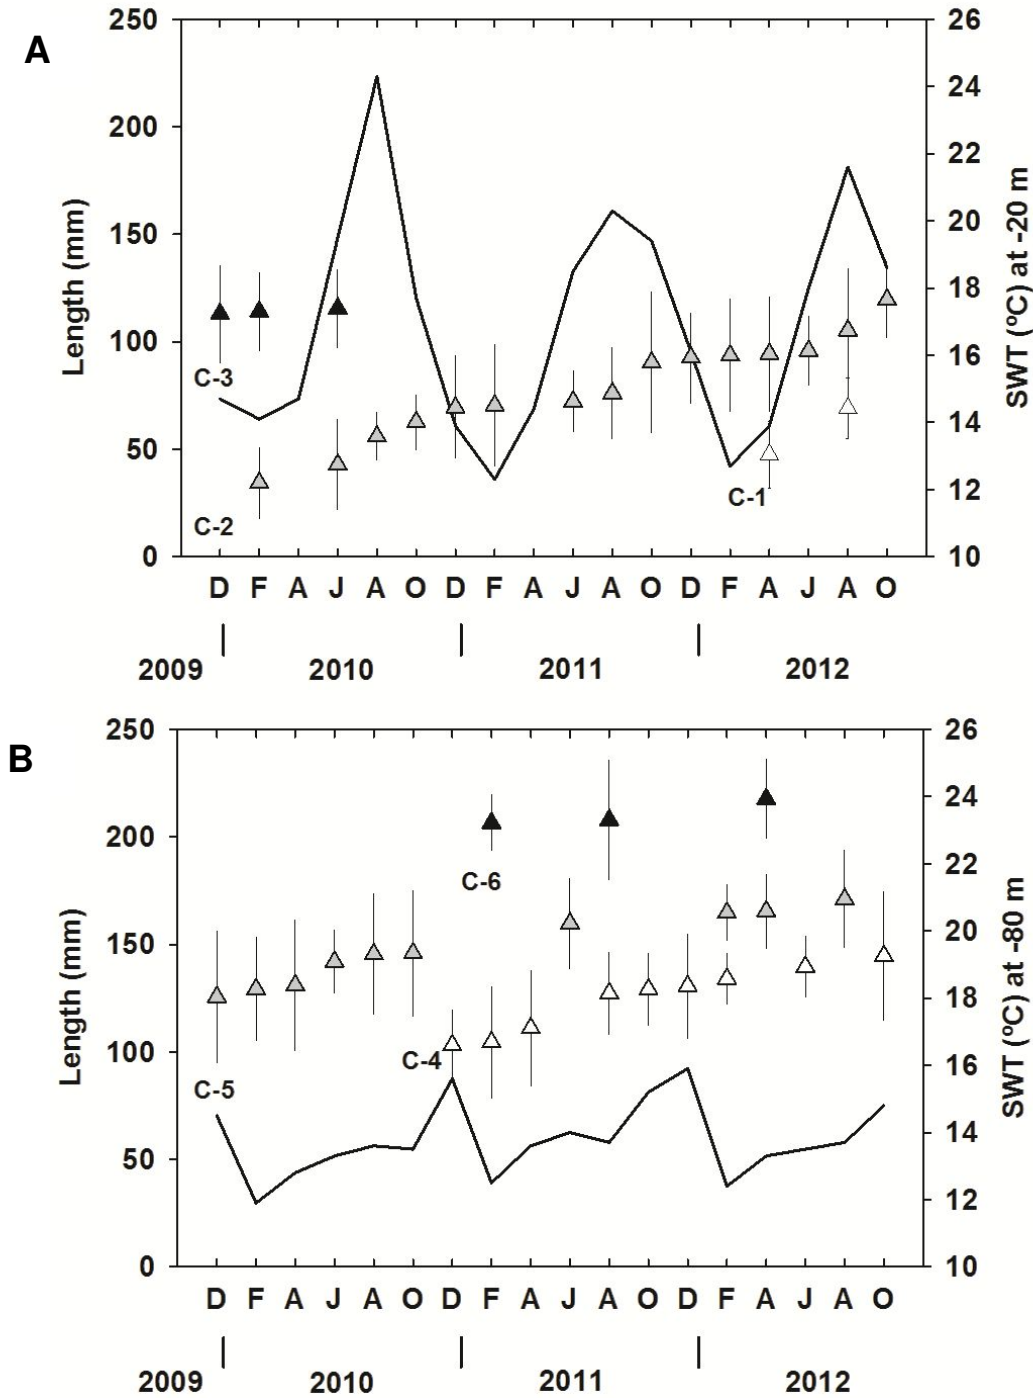 A
250
200
150
100
50
0
Length (mm)
26
24
22
20
18
16
14
12
10
SWT (ºC) at -20 m
C-3
C-2
C-1
D F A J A O D F A J A O D F A J A O
2009 2010 2011 2012
B
250
200
150
100
50
0
Length (mm)
26
24
22
20
18
16
14
12
10
SWT (ºC) at -80 m
C-6
C-4
C-5
D F A J A O D F A J A O D F A J A O
2009 2010 2011 2012